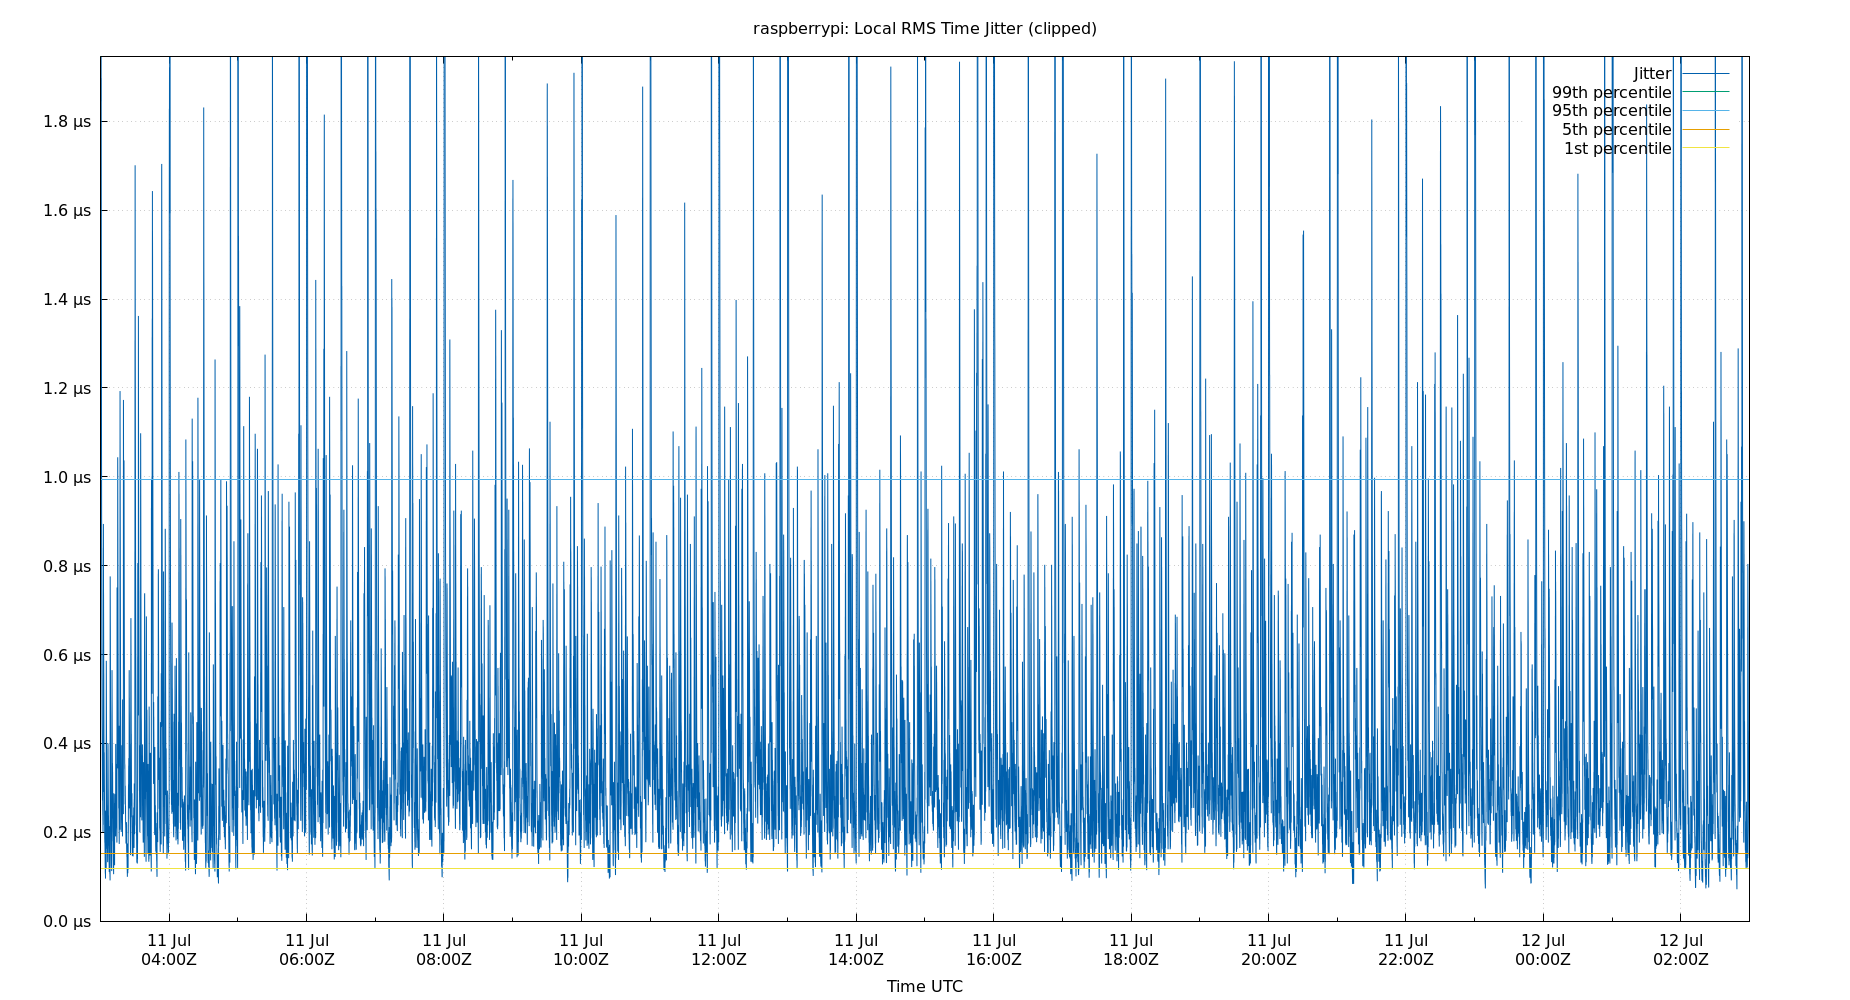 raspberrypi: Local RMS Time Jitter (clipped)
Jitter
99th percentile
95th percentile
5th percentile
1st percentile
1.8 μs
1.6 μs
1.4 μs
1.2 μs
1.0 μs
0.8 μs
0.6 μs
0.4 μs
0.2 μs
0.0 μs
11 Jul 11 Jul 11 Jul 11 Jul 11 Jul 11 Jul 11 Jul 11 Jul 11 Jul 11 Jul 12 Jul 12 Jul
04:00Z 06:00Z 08:00Z 10:00Z 12:00Z 14:00Z 16:00Z 18:00Z 20:00Z 22:00Z 00:00Z 02:00Z
Time UTC